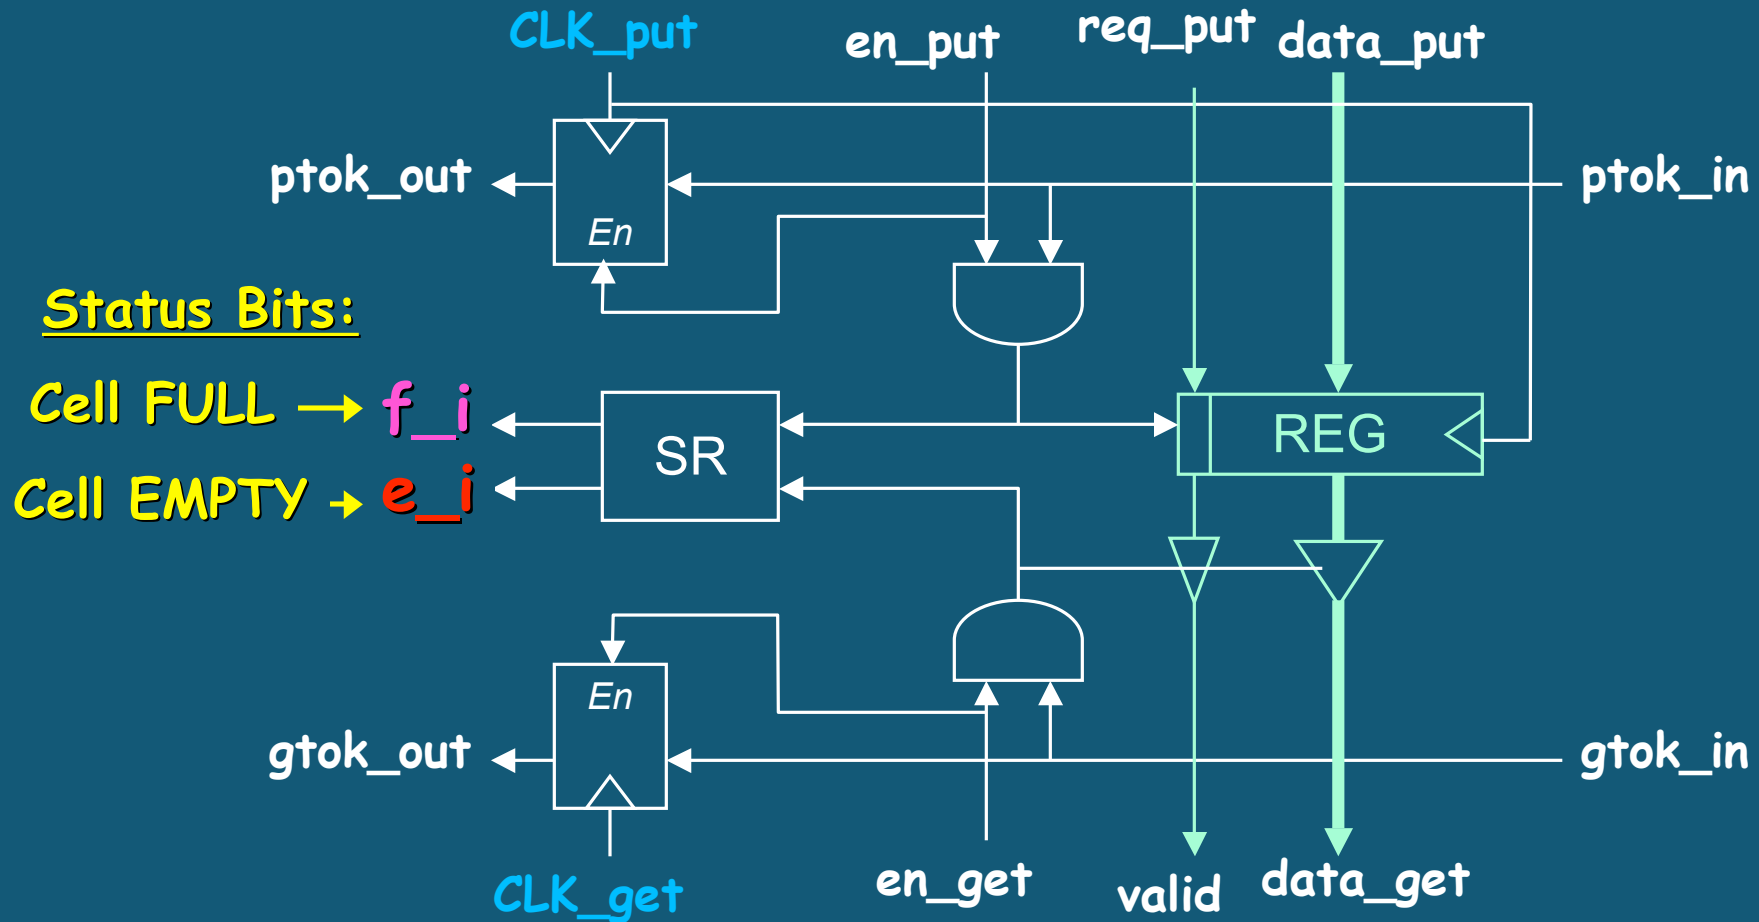 CLK_put
en_put
req_put
data_put
ptok_out
En
ptok_in
Status Bits:
Cell FULL
f_i
SR
REG
Cell EMPTY
e_i
En
gtok_out
gtok_in
CLK_get
en_get
valid
data_get